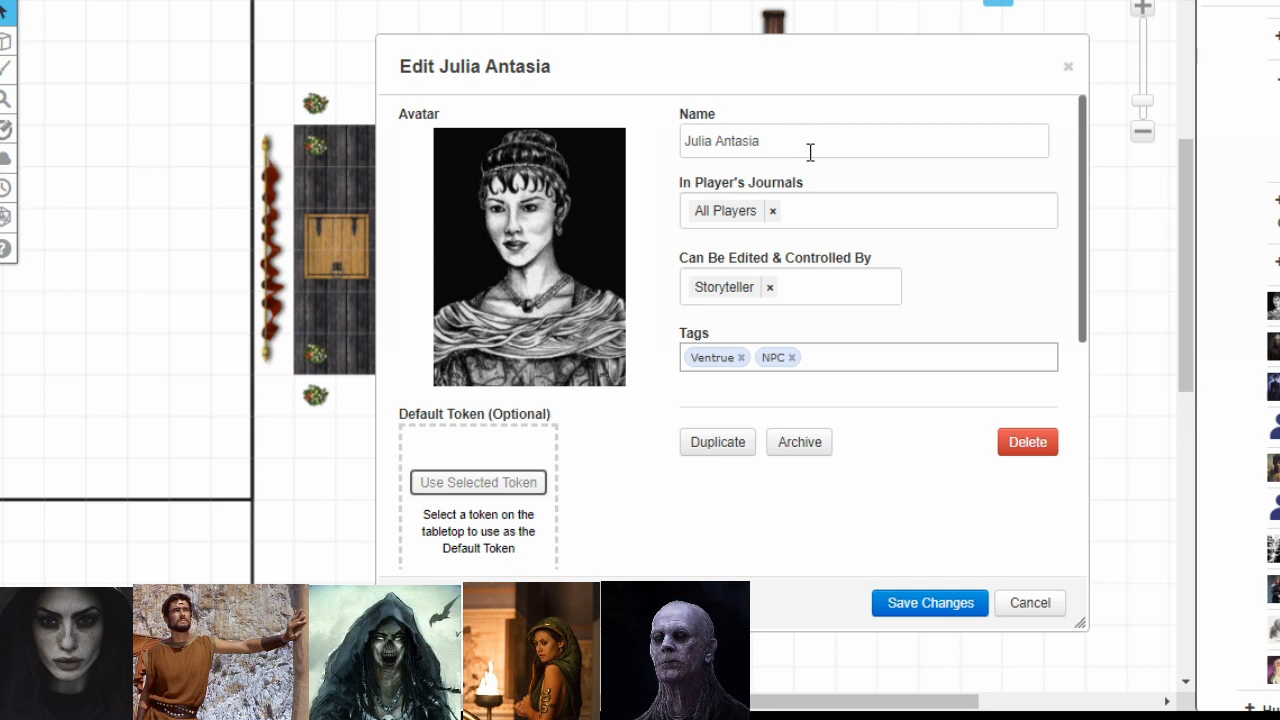 Edit Julia Antasia
×
Avatar
Name
Julia Antasia
In Player's Journals
All Players ×
Can Be Edited & Controlled By
Storyteller ×
Tags
Ventrue × NPC ×
Default Token (Optional)
Duplicate Archive Delete
Use Selected Token
Select a token on the
tabletop to use as the
Default Token
Save Changes Cancel